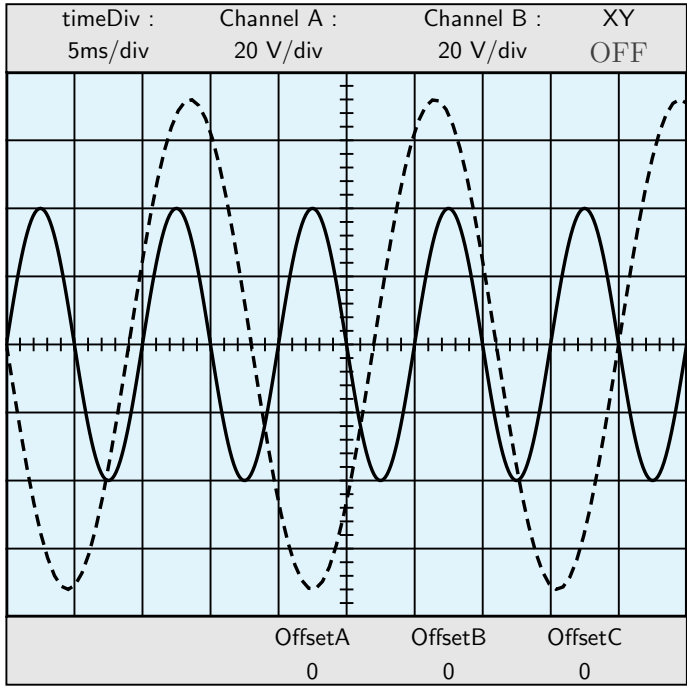 timeDiv : Channel A : Channel B : XY
5ms/div 20 V/div 20 V/div OFF
OffsetA OffsetB OffsetC
0 0 0